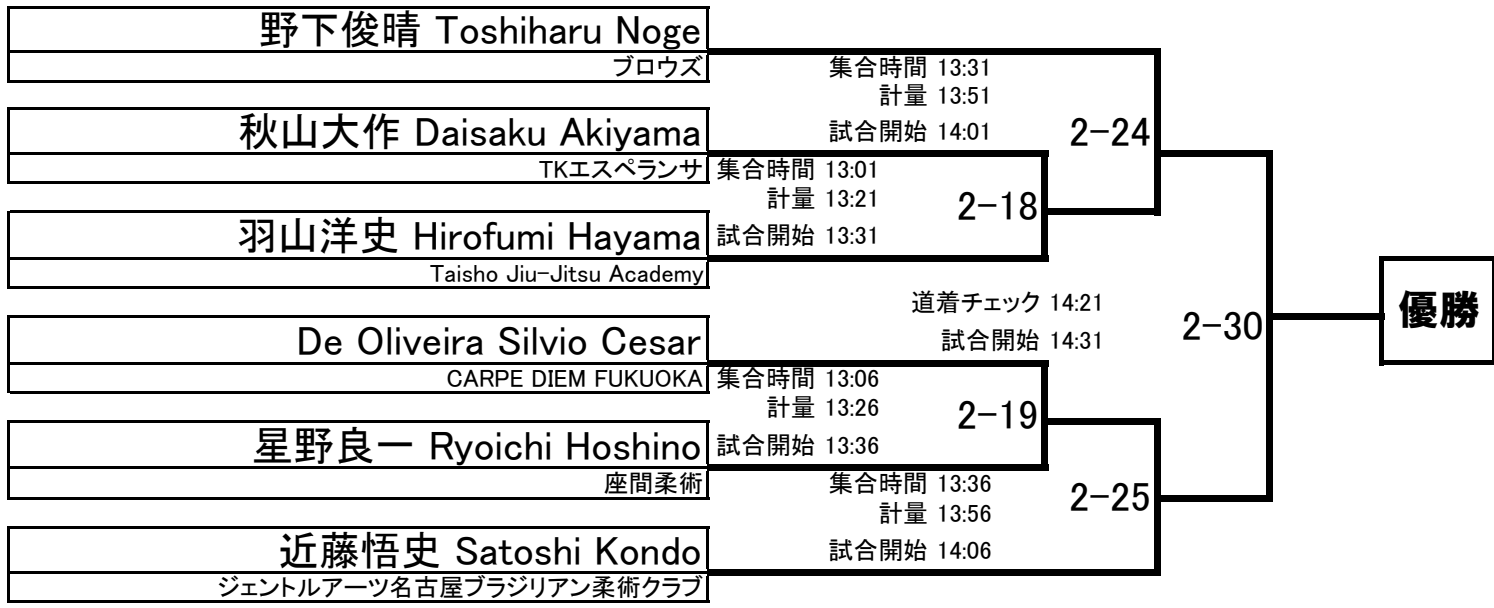 野下俊晴 Toshiharu Noge
ブロウズ
集合時間 13:31
計量 13:51
試合開始 14:01
2-24
秋山大作 Daisaku Akiyama
TKエスペランサ
集合時間 13:01
計量 13:21
試合開始 13:31
2-18
羽山洋史 Hirofumi Hayama
Taisho Jiu-Jitsu Academy
道着チェック 14:21
試合開始 14:31
2-30
優勝
De Oliveira Silvio Cesar
CARPE DIEM FUKUOKA
集合時間 13:06
計量 13:26
試合開始 13:36
2-19
星野良一 Ryoichi Hoshino
座間柔術
集合時間 13:36
計量 13:56
試合開始 14:06
2-25
近藤悟史 Satoshi Kondo
ジェントルアーツ名古屋ブラジリアン柔術クラブ